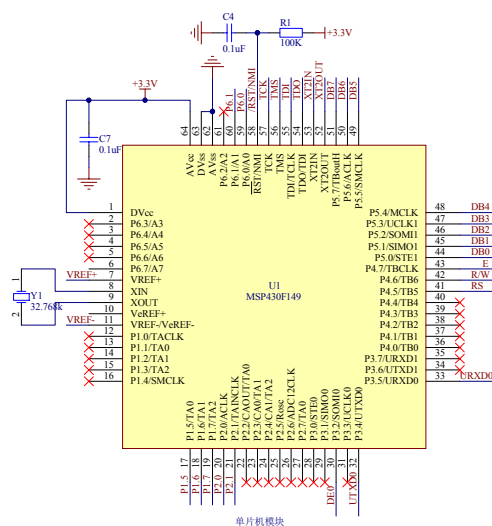 C4
0.1uF
R1
100K
+3.3V
+3.3V
C7
0.1uF
P6.1
P6.0
/RST/NMI
TCK
TMS
TDI
TDO
XT2IN
XT2OUT
DB7
DB6
DB5
64
63
62
61
60
59
58
57
56
55
54
53
52
51
50
49
AVcc
DVss
AVss
P6.2/A2
P6.1/A1
P6.0/A0
RST/NMI
TCK
TMS
TDI/TCLK
TDO/TDI
XT2IN
XT2OUT
P5.7/TBoutH
P5.6/ACLK
P5.5/SMCLK
1 DVcc
2 P6.3/A3
3 P6.4/A4
4 P6.5/A5
5 P6.6/A6
6 P6.7/A7
VREF+ 7 VREF+
8 XIN
9 XOUT
10 VeREF+
VREF- 11 VREF-/VeREF-
12 P1.0/TACLK
13 P1.1/TA0
14 P1.2/TA1
15 P1.3/TA2
16 P1.4/SMCLK
1
Y1
32.768k
2
U1
MSP430F149
P5.4/MCLK 48 DB4
P5.3/UCLK1 47 DB3
P5.2/SOMI1 46 DB2
P5.1/SIMO1 45 DB1
P5.0/STE1 44 DB0
P4.7/TBCLK 43 E
P4.6/TB6 42 R/W
P4.5/TB5 41 RS
P4.4/TB4 40
P4.3/TB3 39
P4.2/TB2 38
P4.1/TB1 37
P4.0/TB0 36
P3.7/URXD1 35
P3.6/UTXD1 34
P3.5/URXD0 33 URXD0
P1.5/TA0
P1.6/TA1
P1.7/TA2
P2.0/ACLK
P2.1/TAINCLK
P2.2/CAOUT/TA0
P2.3/CA0/TA1
P2.4/CA1/TA2
P2.5/Rosc
P2.6/ADC12CLK
P2.7/TA0
P3.0/STE0
P3.1/SIMO0
P3.2/SOMI0
P3.3/UCLK0
P3.4/UTXD0
17
18
19
20
21
22
23
24
25
26
27
28
29
30
31
32
P1.5
P1.6
P1.7
P2.0
P2.1
DE0
UTXD0
单片机模块